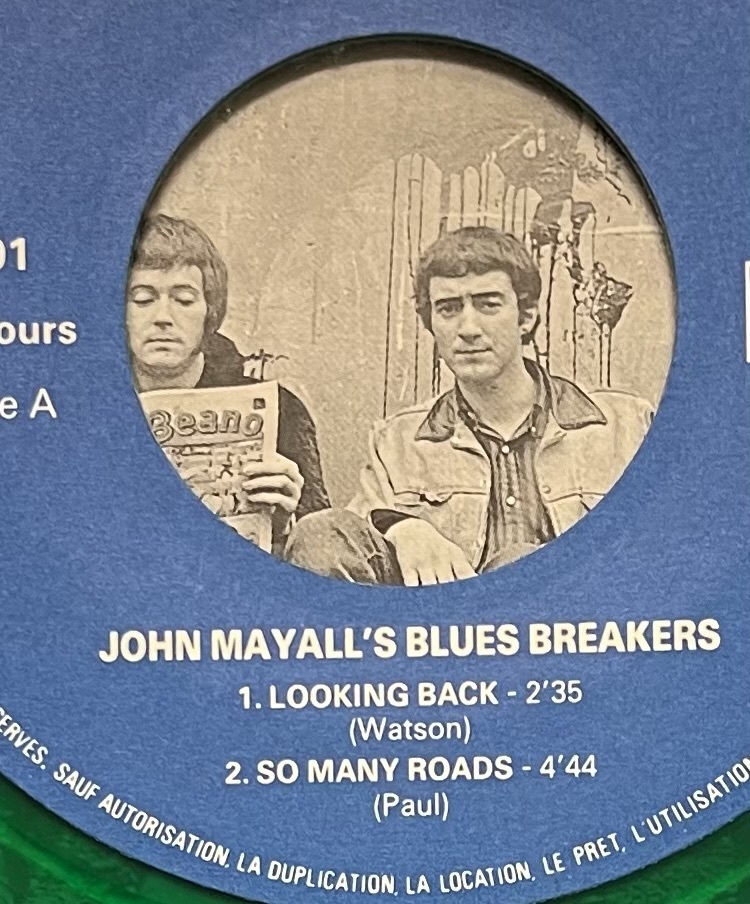 01
ours
e A
Beano
JOHN MAYALL'S BLUES BREAKERS
1. LOOKING BACK - 2'35
(Watson)
2. SO MANY ROADS - 4'44
(Paul)
SERVES. SAUF AUTORISATION, LA DUPLICATION, LA LOCATION, LE PRET, L'UTILISATION